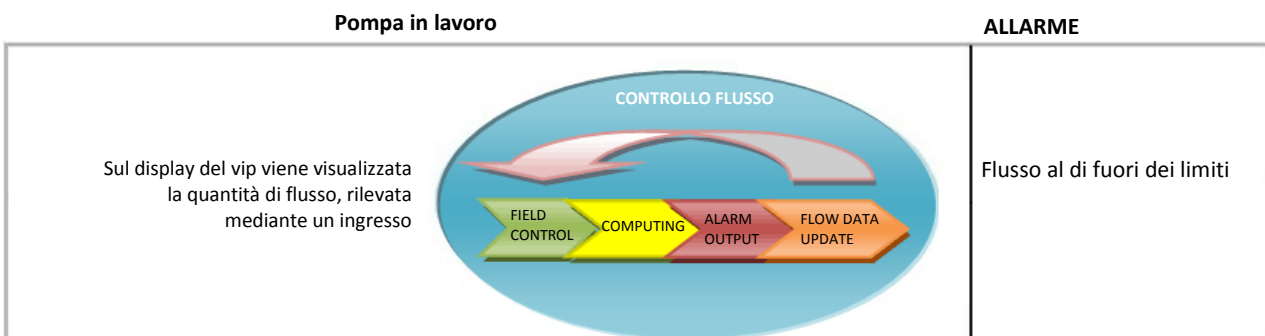 Pompa in lavoro
ALLARME
CONTROLLO FLUSSO
Sul display del vip viene visualizzata
la quantità di flusso, rilevata
mediante un ingresso
FIELD
CONTROL
COMPUTING
ALARM
OUTPUT
FLOW DATA
UPDATE
Flusso al di fuori dei limiti